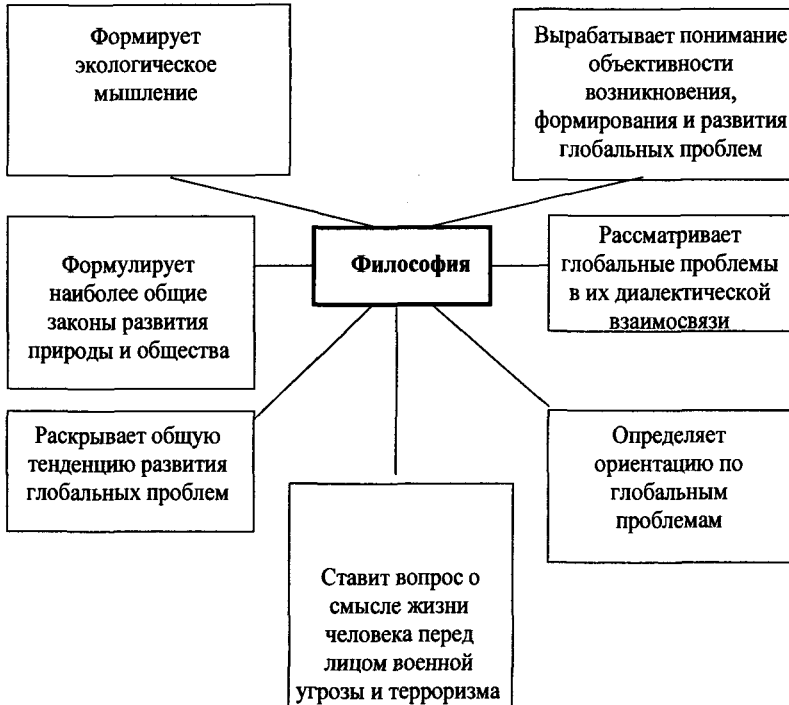 Формирует
экологическое
мышление
Вырабатывает понимание
объективности
возникновения,
формирования и развития
глобальных проблем
Формулирует
наиболее общие
законы развития
природы и общества
Философия
Рассматривает
глобальные проблемы
в их диалектической
взаимосвязи
Раскрывает общую
тенденцию развития
глобальных проблем
Определяет
ориентацию по
глобальным
проблемам
Ставит вопрос о
смысле жизни
человека перед
лицом военной
угрозы и терроризма